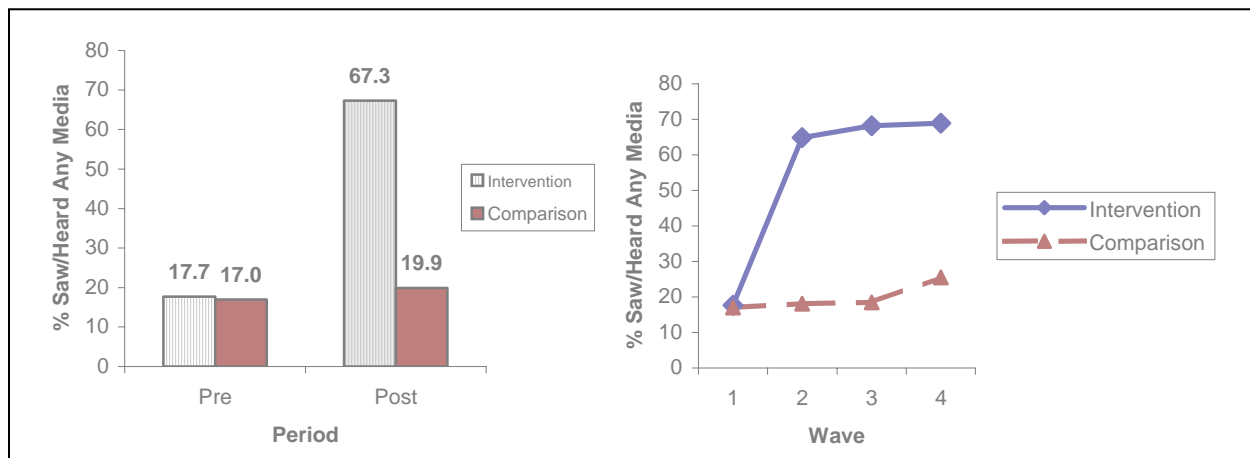 % Saw/Heard Any Media
80
70
60
50
40
30
20
10
0
67.3
17.7
17.0
19.9
Pre
Post
Period
Intervention
Comparison
% Saw/Heard Any Media
80
70
60
50
40
30
20
10
0
1
2
3
4
Wave
Intervention
Comparison